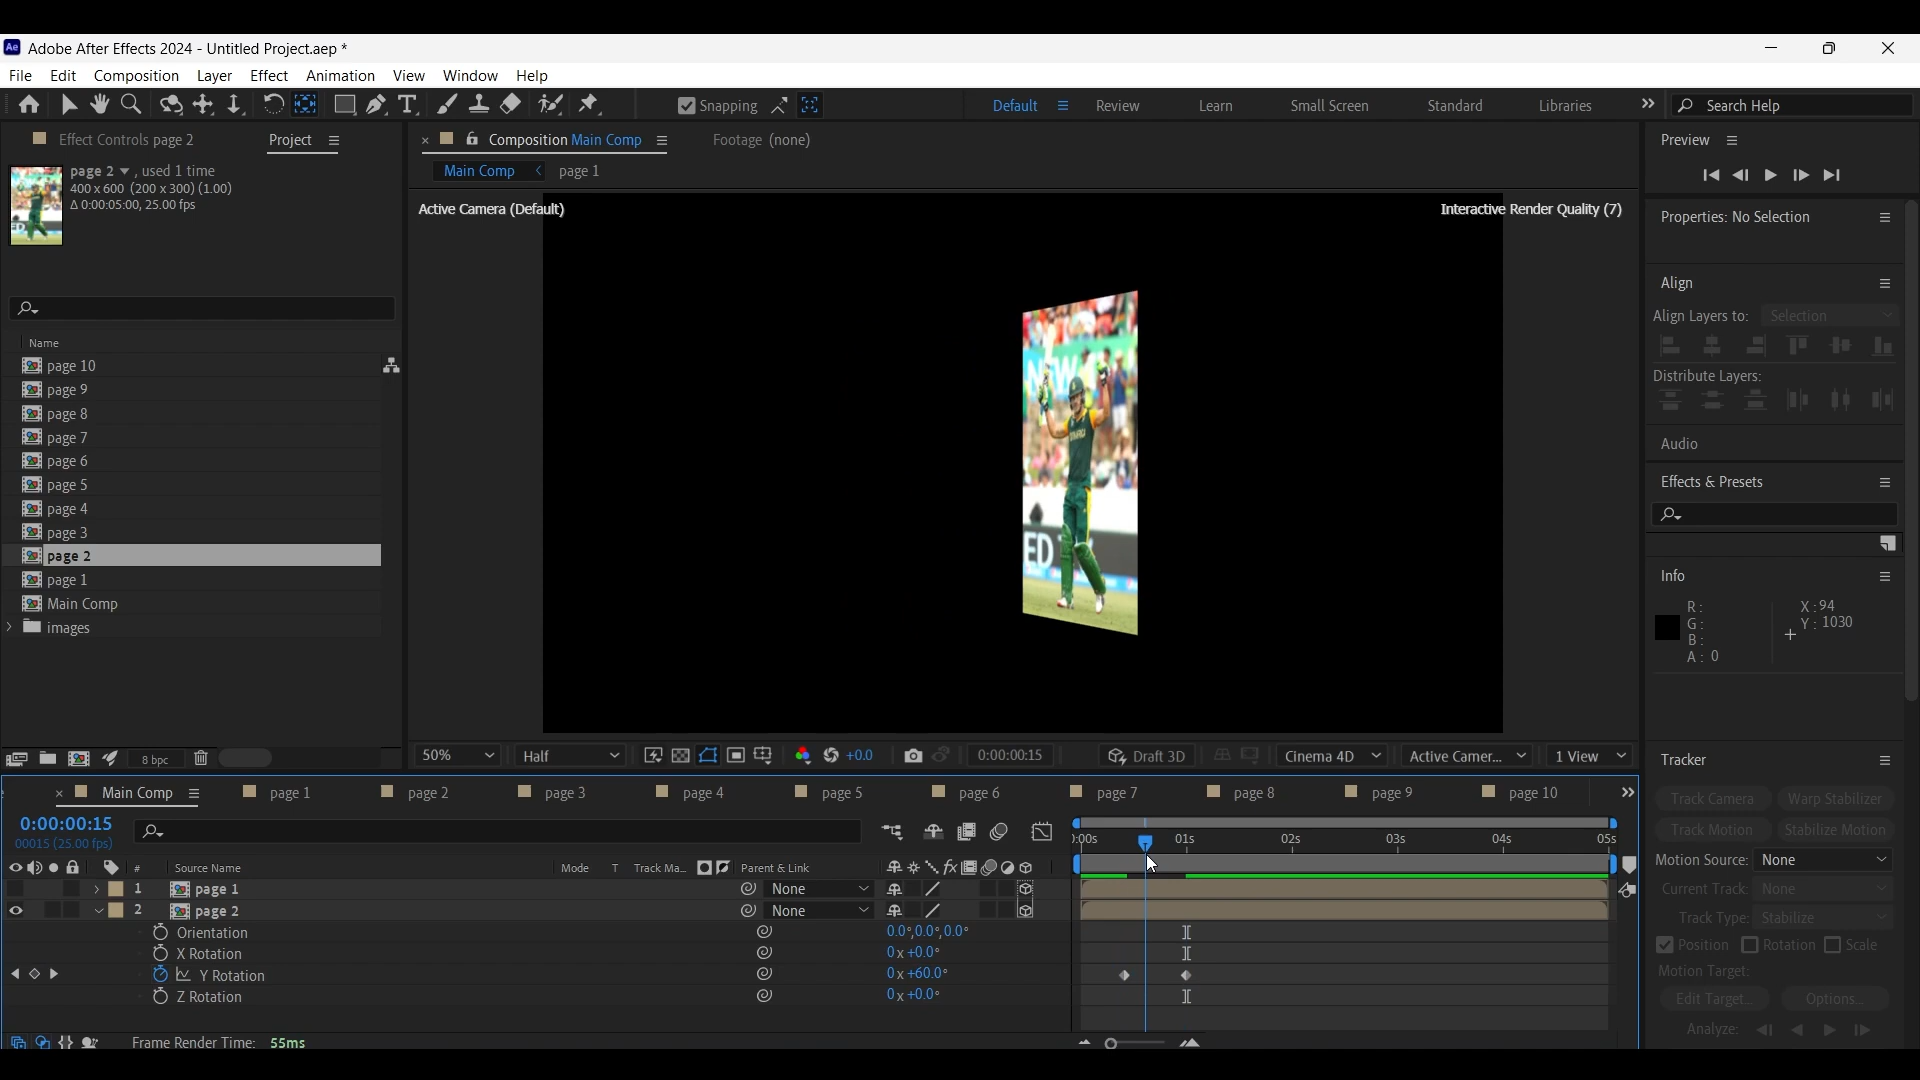 Adobe After Effects 2024 - Untitled Project.aep *
File Edit Composition Layer Effect Animation View Window Help
Snapping Default Review Learn Small Screen Standard Libraries Search Help
Effect Controls page 2 Project
page 2 , used 1 time
400 x 600 (200 x 300) (1.00)
Δ 0:00:05:00, 25.00 fps
Name
page 10
page 9
page 8
page 7
page 6
page 5
page 4
page 3
page 2
page 1
Main Comp
images
8 bpc
Composition Main Comp Footage (none)
Main Comp page 1
Active Camera (Default) Interactive Render Quality (7)
NEW
ED
50% Half +0.0 0:00:00:15 Draft 3D Cinema 4D Active Camer... 1 View
Preview
Properties: No Selection
Align
Align Layers to: Selection
Distribute Layers:
Audio
Effects & Presets
Info
R:
G:
B:
A: 0
X: 94
Y: 1030
Tracker
Track Camera Warp Stabilizer
Track Motion Stabilize Motion
Motion Source: None
Current Track: None
Track Type: Stabilize
Position Rotation Scale
Motion Target:
Edit Target... Options...
Analyze:
Main Comp page 1 page 2 page 3 page 4 page 5 page 6 page 7 page 8 page 9 page 10
0:00:00:15
00015 (25.00 fps)
):00s 01s 02s 03s 04s 05s
# Source Name Mode T Track Ma... Parent & Link
1 page 1 None
2 page 2 None
Orientation 0.0°,0.0°,0.0°
X Rotation 0x+0.0°
Y Rotation 0x+60.0°
Z Rotation 0x+0.0°
Frame Render Time: 55ms